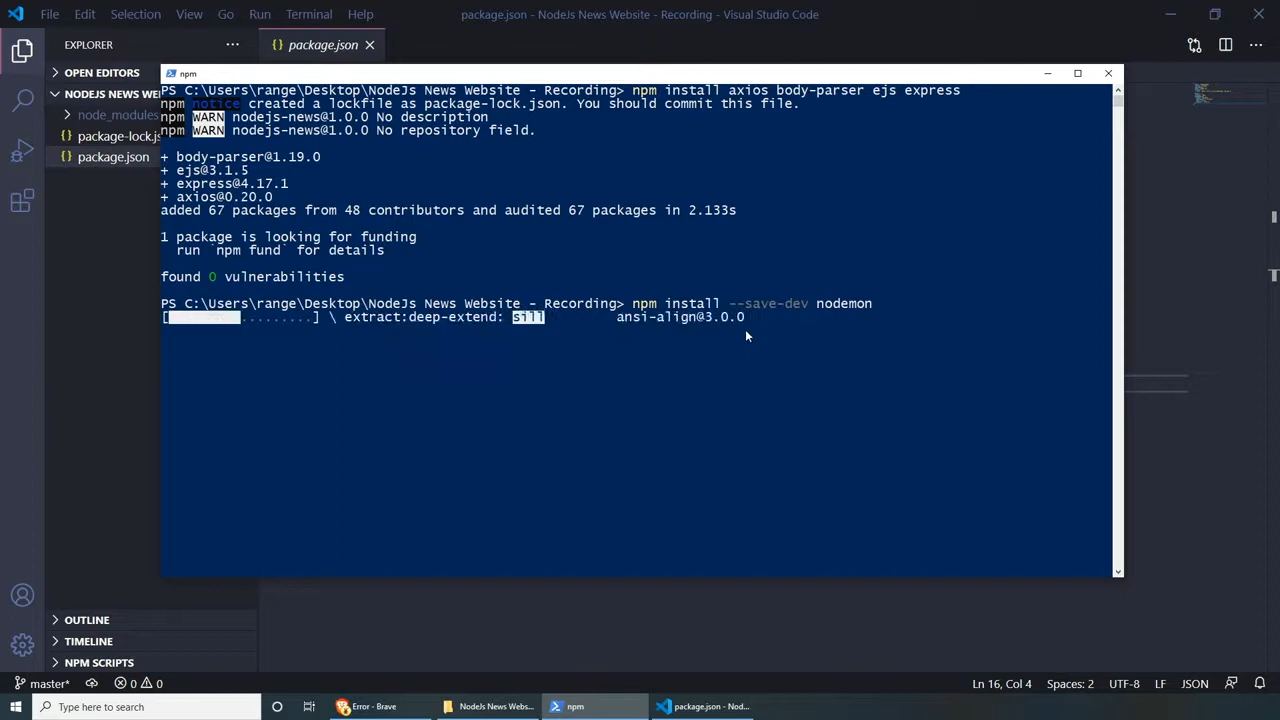 File Edit Selection View Go Run Terminal Help package.json - NodeJs News Website - Recording - Visual Studio Code
EXPLORER
package.json
OPEN EDITORS
NODEJS NEWS WE
node_modules
package-lock.js
package.json
npm
PS C:\Users\range\Desktop\NodeJs News Website - Recording> npm install axios body-parser ejs express
npm notice created a lockfile as package-lock.json. You should commit this file.
npm WARN nodejs-news@1.0.0 No description
npm WARN nodejs-news@1.0.0 No repository field.
+ body-parser@1.19.0
+ ejs@3.1.5
+ express@4.17.1
+ axios@0.20.0
added 67 packages from 48 contributors and audited 67 packages in 2.133s
1 package is looking for funding
run `npm fund` for details
found 0 vulnerabilities
PS C:\Users\range\Desktop\NodeJs News Website - Recording> npm install --save-dev nodemon
[ .........] \ extract:deep-extend: sill ansi-align@3.0.0
OUTLINE
TIMELINE
NPM SCRIPTS
master* 0 0 Ln 16, Col 4 Spaces: 2 UTF-8 LF JSON
Type here to search Error - Brave NodeJs News Webs... npm package.json - Nod...